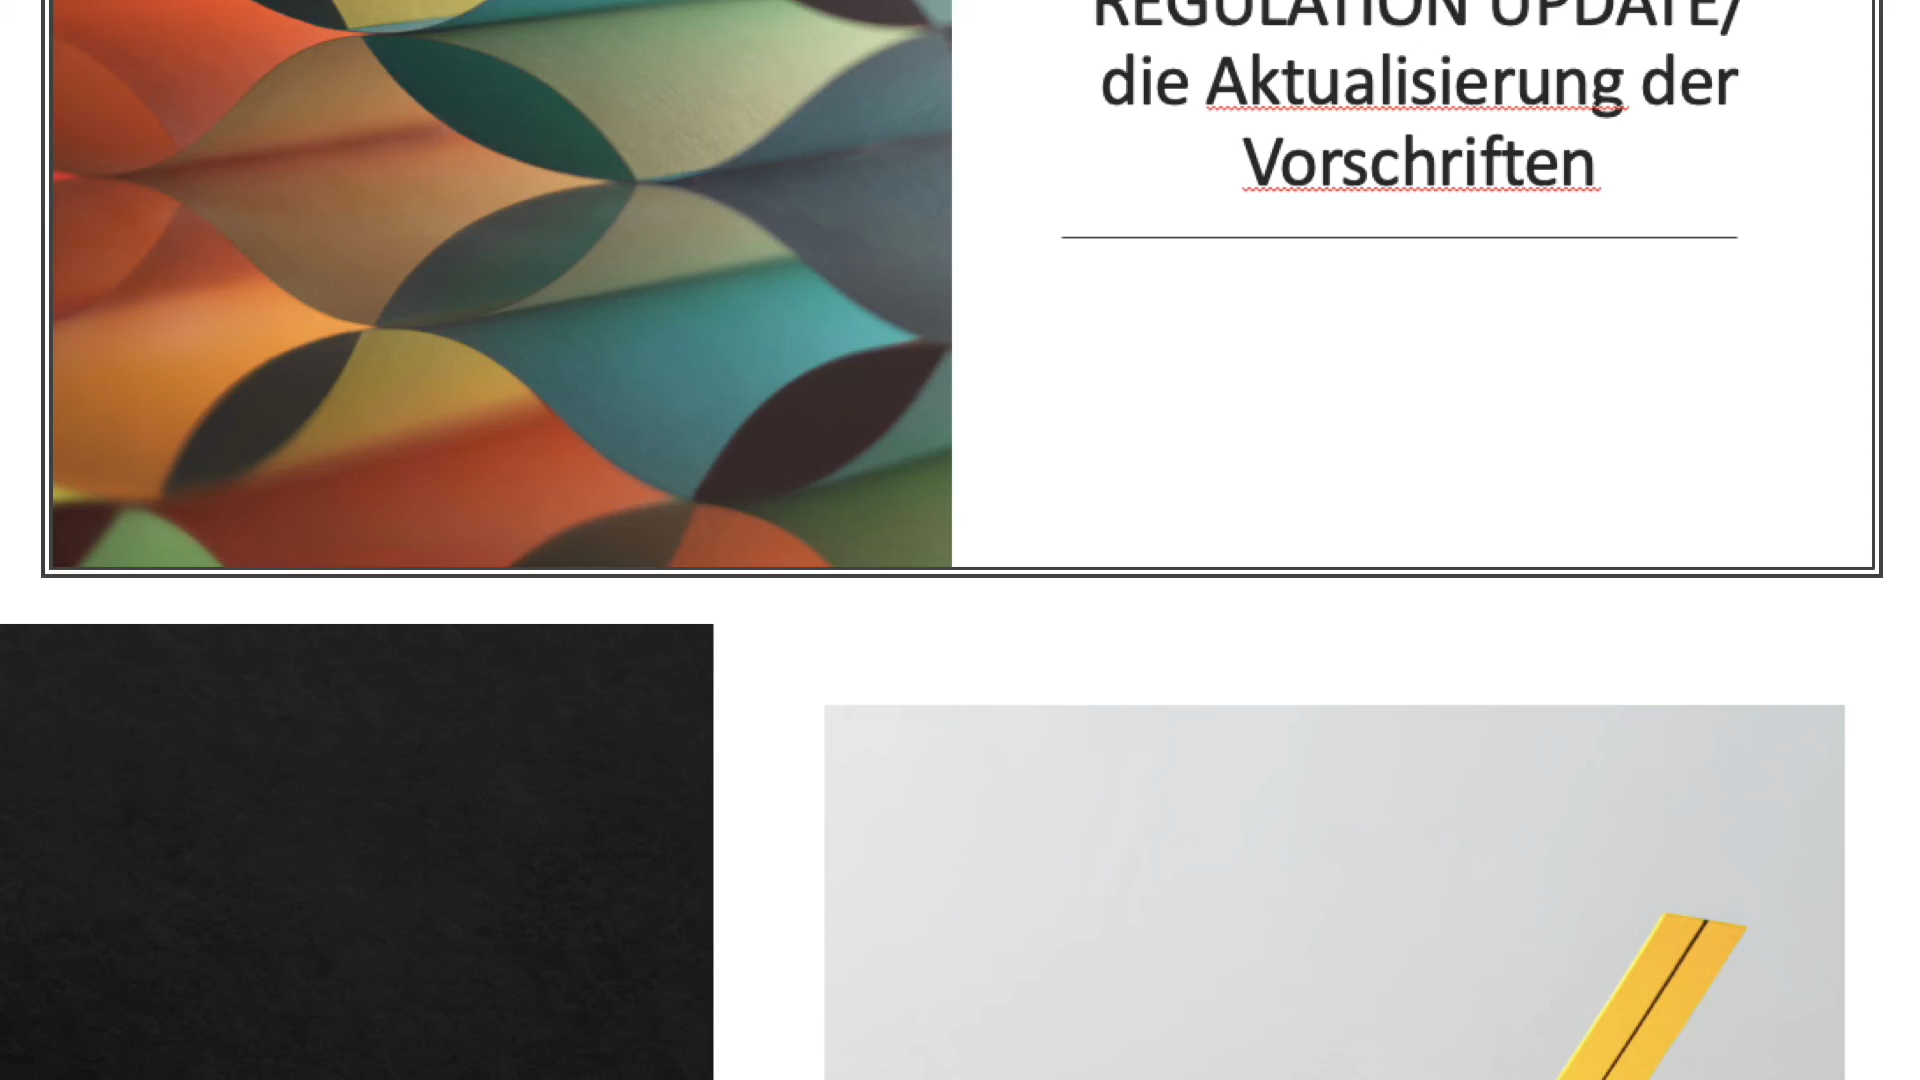 REGULATION UPDATE/
die Aktualisierung der
Vorschriften